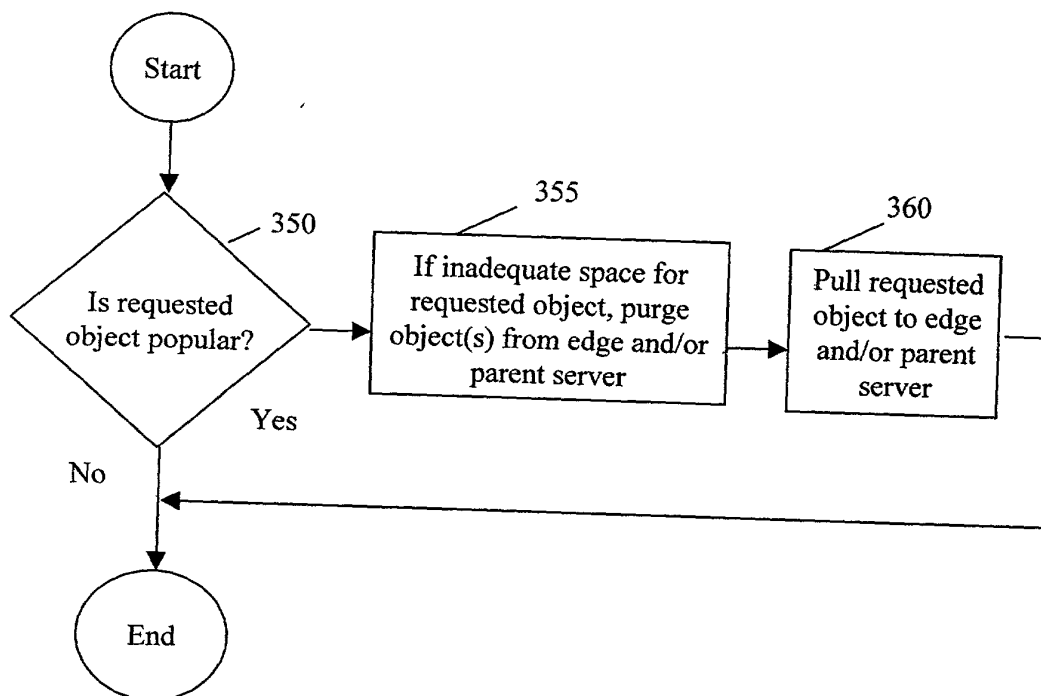 Start
350
Is requested
object popular?
Yes
No
355
If inadequate space for
requested object, purge
object(s) from edge and/or
parent server
360
Pull requested
object to edge
and/or parent
server
End